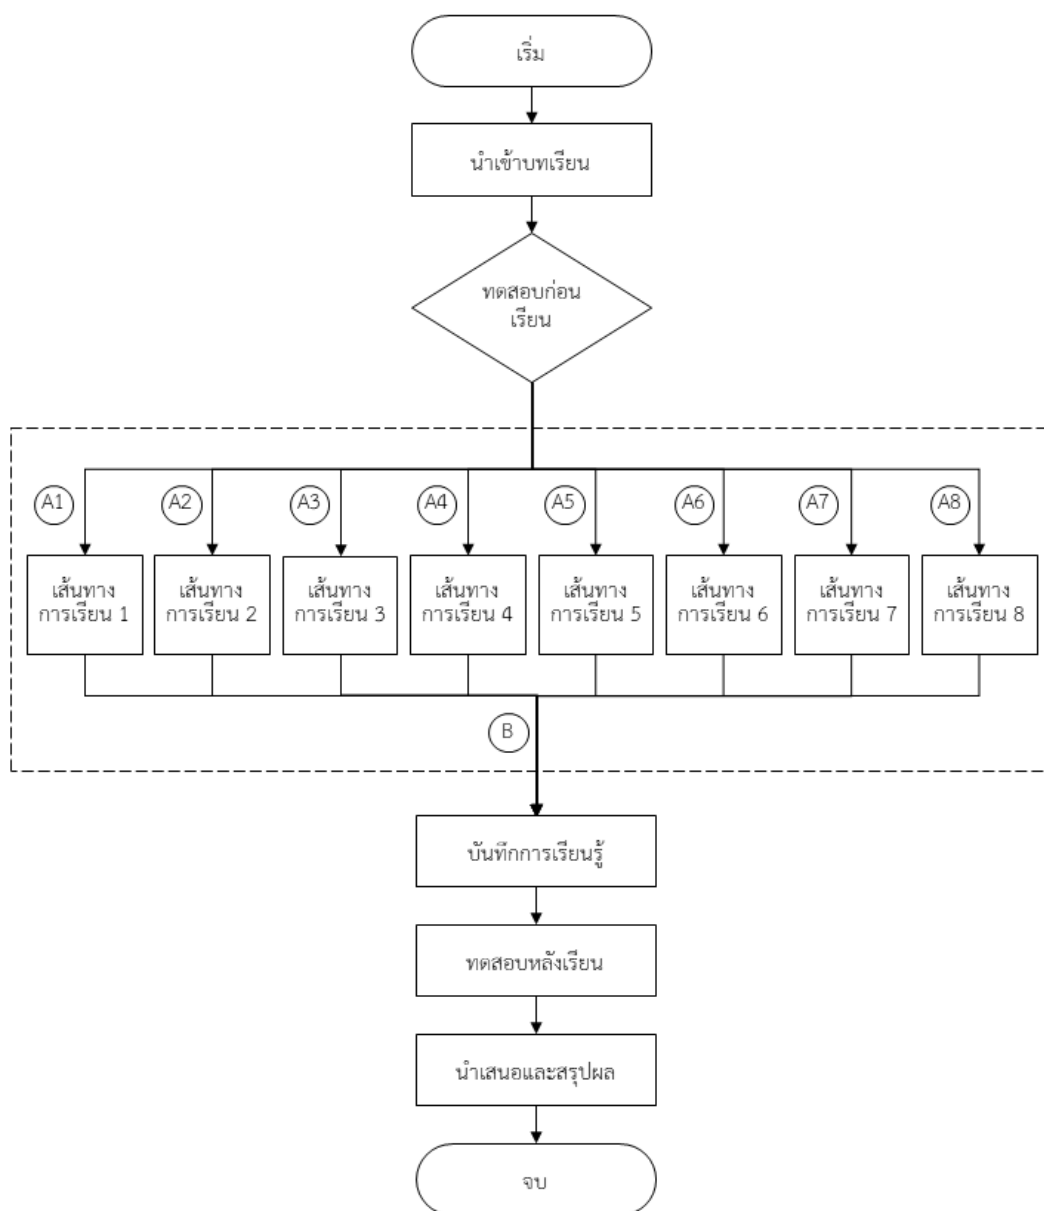 เริ่ม
นำเข้าบทเรียน
ทดสอบก่อน
เรียน
A1
A2
A3
A4
A5
A6
A7
A8
เส้นทาง
การเรียน 1
เส้นทาง
การเรียน 2
เส้นทาง
การเรียน 3
เส้นทาง
การเรียน 4
เส้นทาง
การเรียน 5
เส้นทาง
การเรียน 6
เส้นทาง
การเรียน 7
เส้นทาง
การเรียน 8
B
บันทึกการเรียนรู้
ทดสอบหลังเรียน
นำเสนอและสรุปผล
จบ